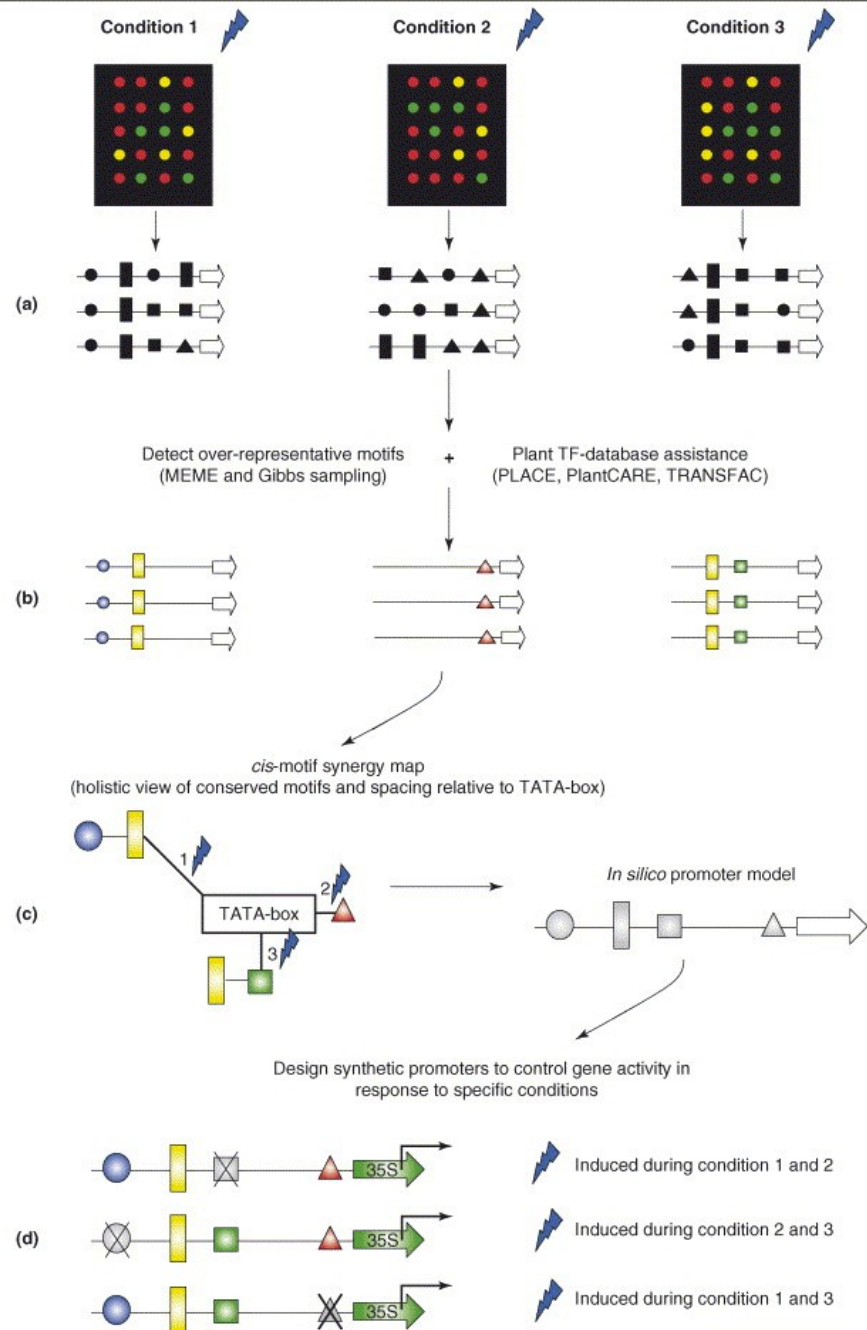 Condition 1
Condition 2
Condition 3
(a)
Detect over-representative motifs
(MEME and Gibbs sampling)
+
Plant TF-database assistance
(PLACE, PlantCARE, TRANSFAC)
(b)
cis-motif synergy map
(holistic view of conserved motifs and spacing relative to TATA-box)
(c)
1
2
TATA-box
3
In silico promoter model
Design synthetic promoters to control gene activity in
response to specific conditions
(d)
35S
Induced during condition 1 and 2
35S
Induced during condition 2 and 3
35S
Induced during condition 1 and 3